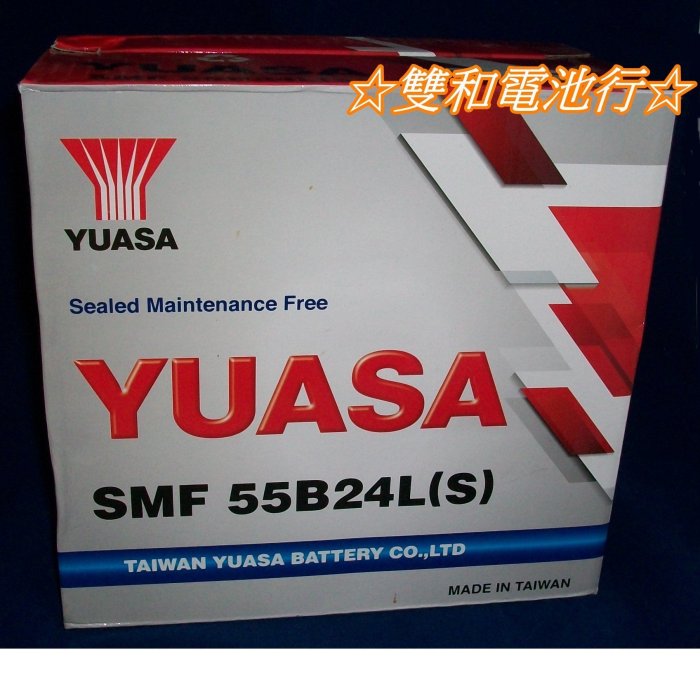 YUASA
☆雙和電池行☆
YUASA
Sealed Maintenance Free
YUASA
SMF 55B24L(S)
TAIWAN YUASA BATTERY CO.,LTD
MADE IN TAIWAN